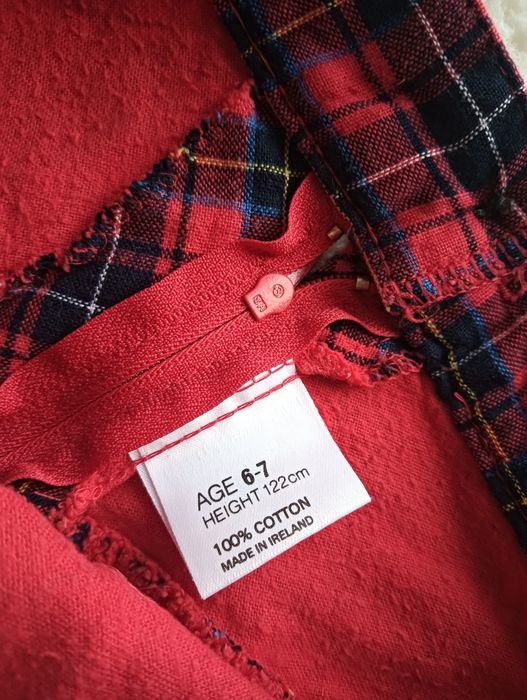 AGE 6-7
HEIGHT 122cm
100% COTTON
MADE IN IRELAND